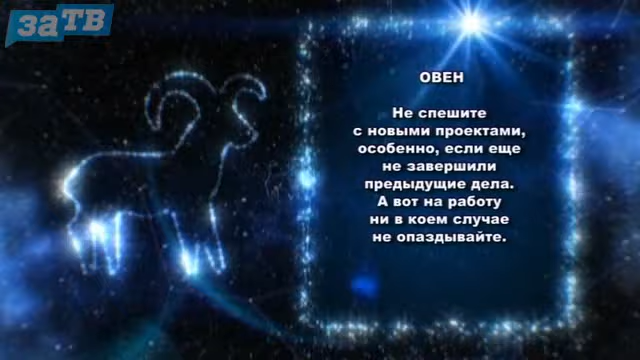 заТВ
ОВЕН
Не спешите
с новыми проектами,
особенно, если еще
не завершили
предыдущие дела.
А вот на работу
ни в коем случае
не опаздывайте.